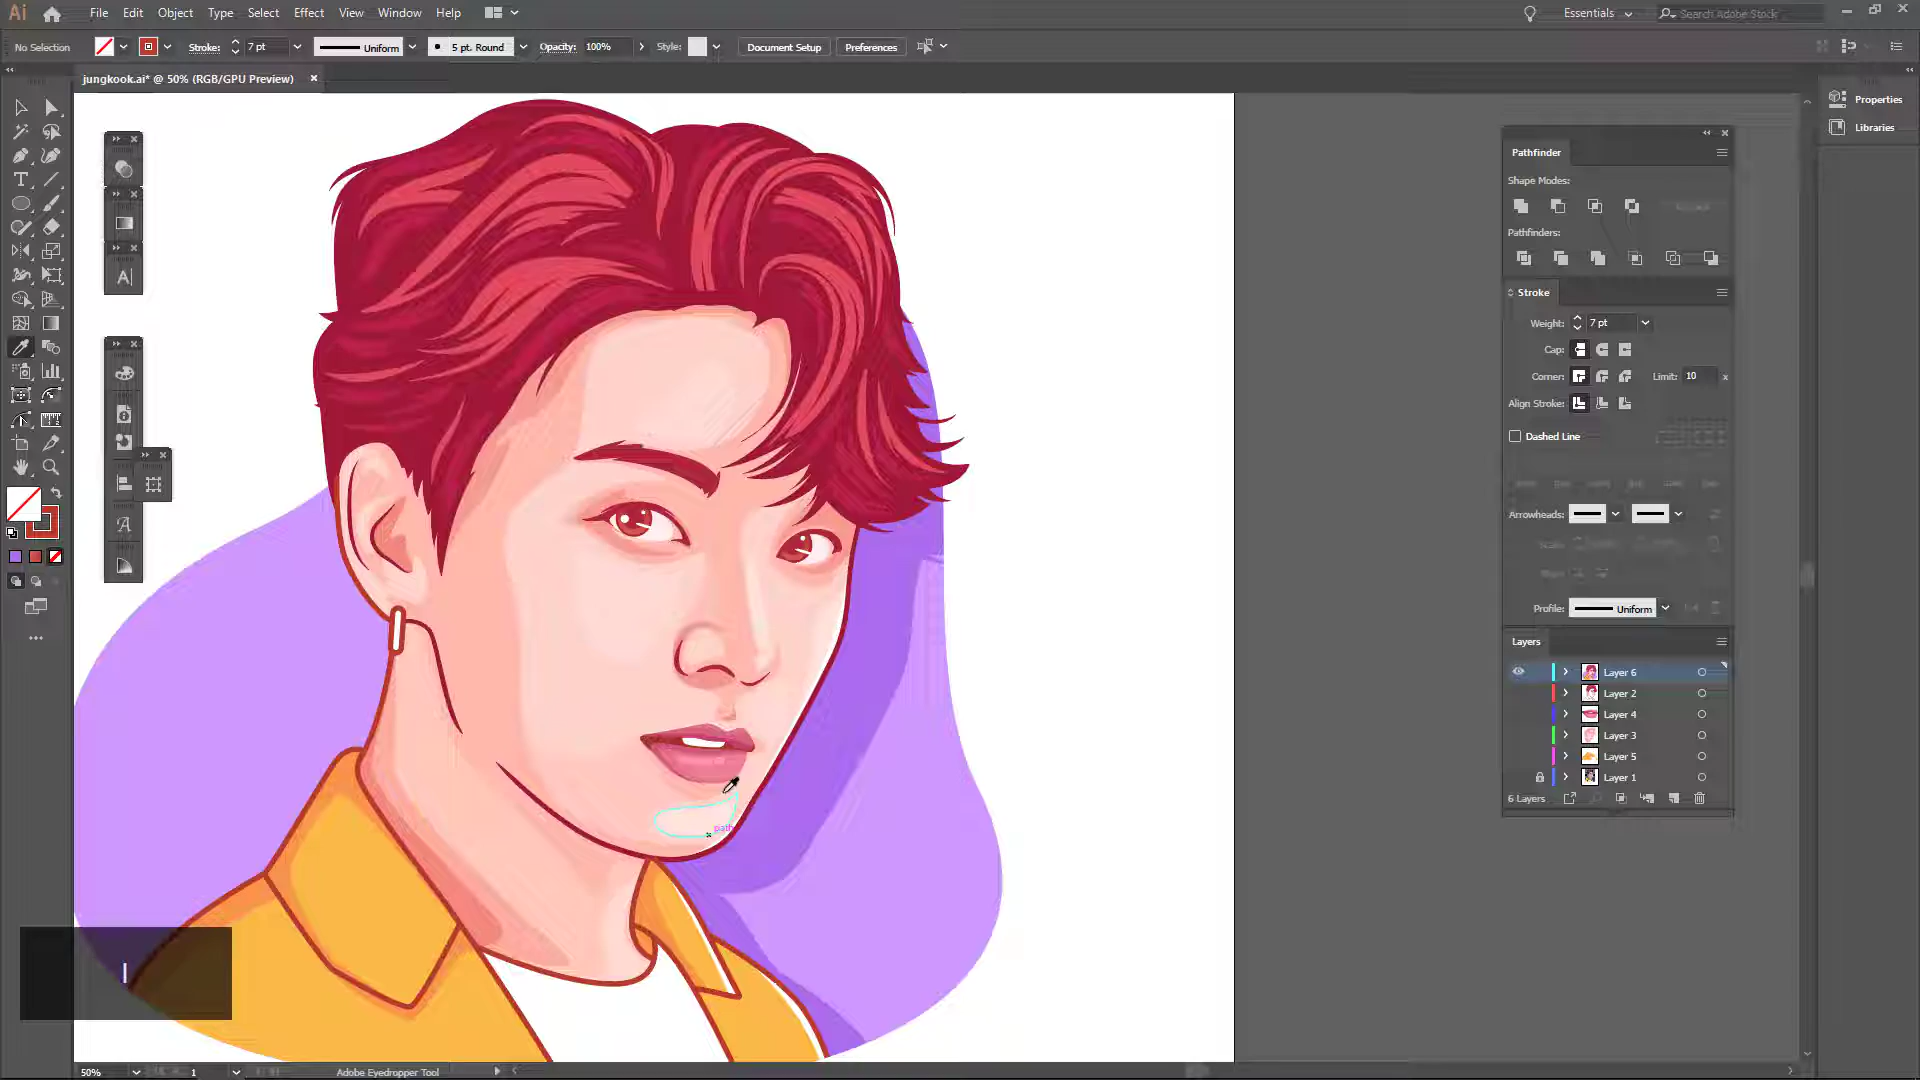 Ai File Edit Object Type Select Effect View Window Help Essentials Search Adobe Stock
No Selection Stroke: 7 pt Uniform 5 pt. Round Opacity: 100% Style: Document Setup Preferences
jungkook.ai* @ 50% (RGB/GPU Preview)
Properties
Libraries
Pathfinder
Shape Modes:
Pathfinders:
Stroke
Weight: 7 pt
Cap:
Corner: Limit: 10 x
Align Stroke:
Dashed Line
Arrowheads:
Profile: Uniform
Layers
Layer 6
Layer 2
Layer 4
Layer 3
Layer 5
Layer 1
6 Layers
path
I
50% 1 Adobe Eyedropper Tool